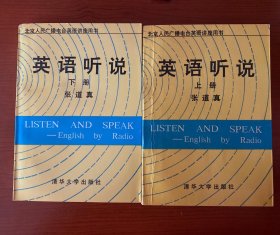 北京人民广播电台英语讲座用书
英语听说
下册
张道真
LISTEN AND SPEAK
—English by Radio
清华大学出版社
北京人民广播电台英语讲座用书
英语听说
上册
张道真
LISTEN AND SPEAK
—English by Radio
清华大学出版社